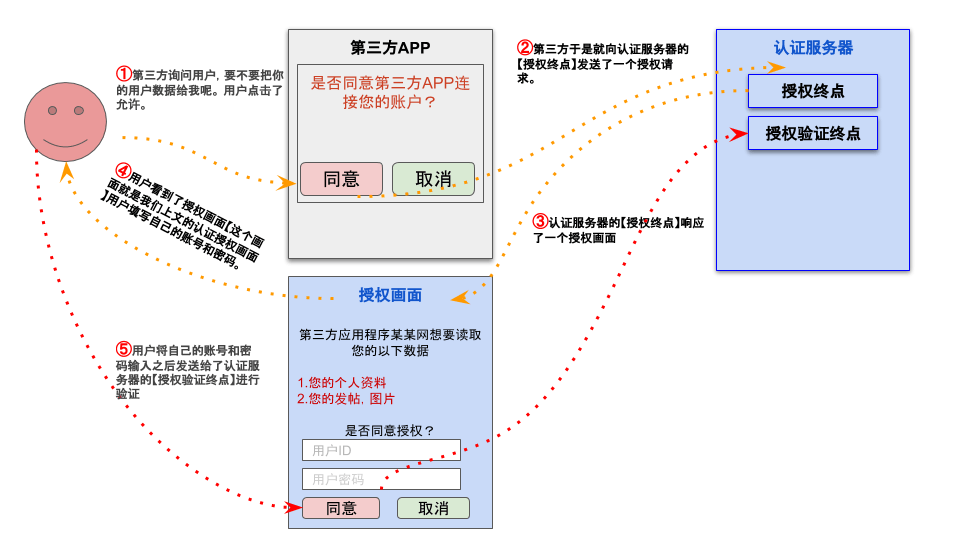 ①第三方询问用户, 要不要把你
的用户数据给我呢。用户点击了
允许。
第三方APP
是否同意第三方APP连
接您的账户？
同意
取消
②第三方于是就向认证服务器的
【授权终点】发送了一个授权请
求。
认证服务器
授权终点
授权验证终点
③认证服务器的【授权终点】响应
了一个授权画面
④用户看到了授权画面【这个画
面就是我们上文的认证授权画面
】用户填写自己的账号和密码。
授权画面
第三方应用程序某某网想要读取
您的以下数据
1.您的个人资料
2.您的发帖, 图片
是否同意授权？
用户ID
用户密码
同意
取消
⑤用户将自己的账号和密
码输入之后发送给了认证服
务器的【授权验证终点】进行
验证